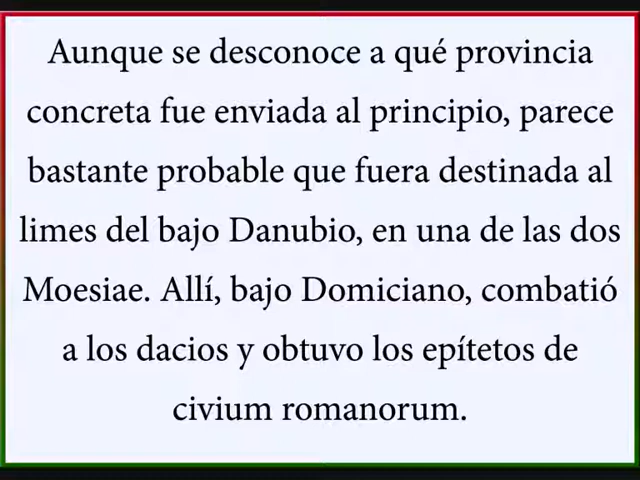 Aunque se desconoce a qué provincia
concreta fue enviada al principio, parece
bastante probable que fuera destinada al
limes del bajo Danubio, en una de las dos
Moesiae. Allí, bajo Domiciano, combatió
a los dacios y obtuvo los epítetos de
civium romanorum.